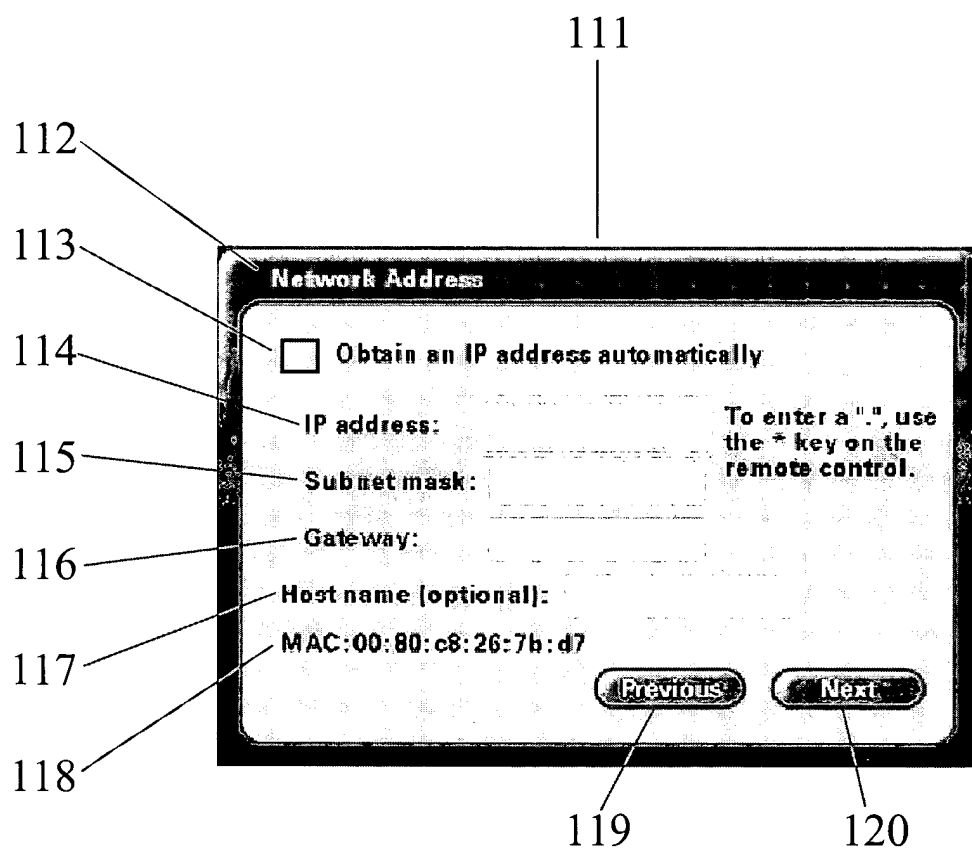 111
112
113
Network Address
114
Obtain an IP address automatically
IP address:
To enter a ".", use
the * key on the
remote control.
115
Subnet mask:
116
Gateway:
Host name (optional):
117
MAC:00:80:c8:26:7b:d7
Previous
Next
118
119
120